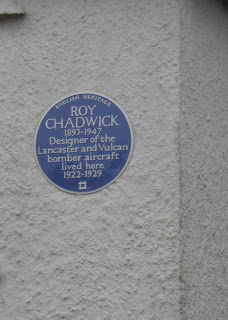 ENGLISH HERITAGE
ROY
CHADWICK
1893-1947
Designer of the
Lancaster and Vulcan
bomber aircraft
lived here
1922-1929